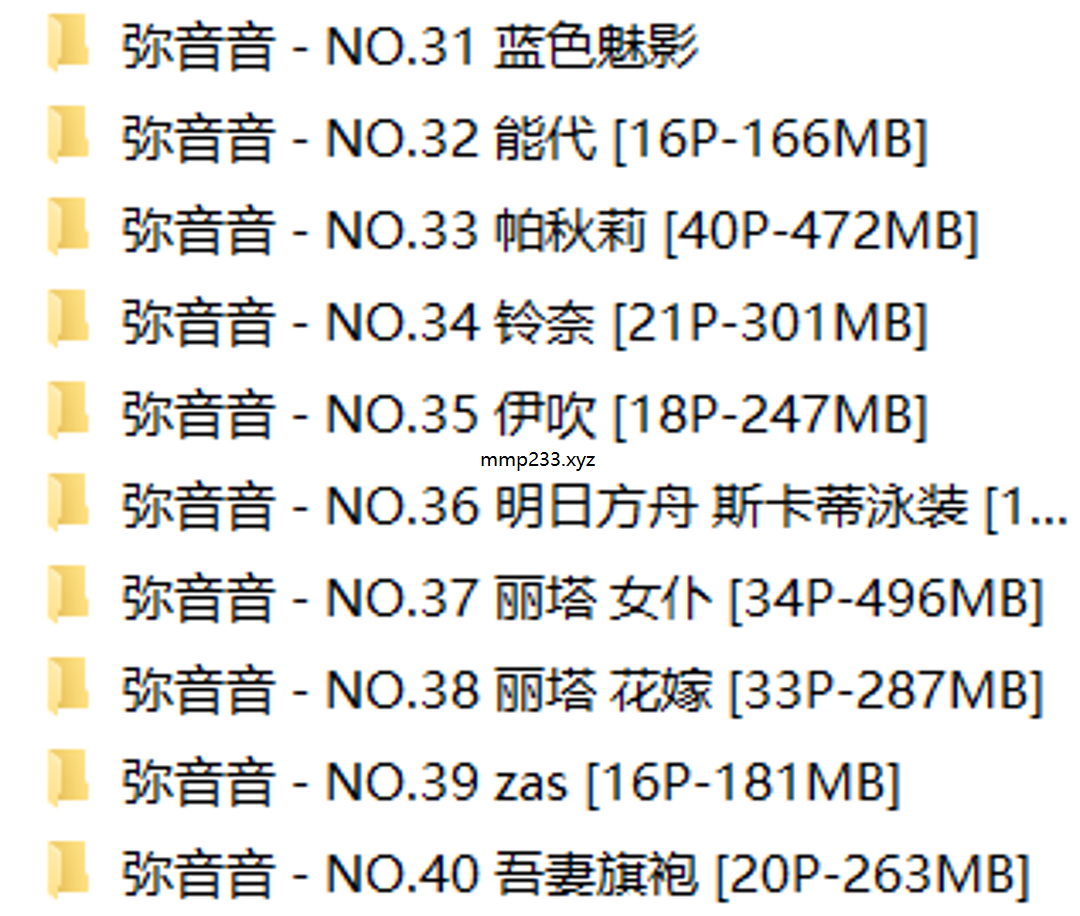 弥音音 - NO.31 蓝色魅影
弥音音 - NO.32 能代 [16P-166MB]
弥音音 - NO.33 帕秋莉 [40P-472MB]
弥音音 - NO.34 铃奈 [21P-301MB]
弥音音 - NO.35 伊吹 [18P-247MB]
mmp233.xyz
弥音音 - NO.36 明日方舟 斯卡蒂泳装 [1...
弥音音 - NO.37 丽塔 女仆 [34P-496MB]
弥音音 - NO.38 丽塔 花嫁 [33P-287MB]
弥音音 - NO.39 zas [16P-181MB]
弥音音 - NO.40 吾妻旗袍 [20P-263MB]